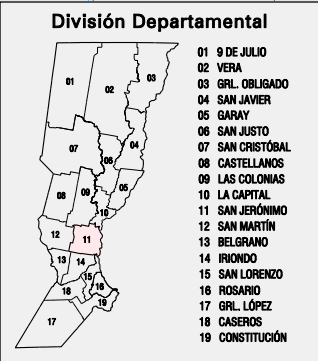 División Departamental
01 9 DE JULIO
02 VERA
03 GRL. OBLIGADO
04 SAN JAVIER
05 GARAY
06 SAN JUSTO
07 SAN CRISTÓBAL
08 CASTELLANOS
09 LAS COLONIAS
10 LA CAPITAL
11 SAN JERÓNIMO
12 SAN MARTÍN
13 BELGRANO
14 IRIONDO
15 SAN LORENZO
16 ROSARIO
17 GRL. LÓPEZ
18 CASEROS
19 CONSTITUCIÓN
01
02
03
04
07
06
05
08
09
10
12
11
13
14
15
16
18
19
17